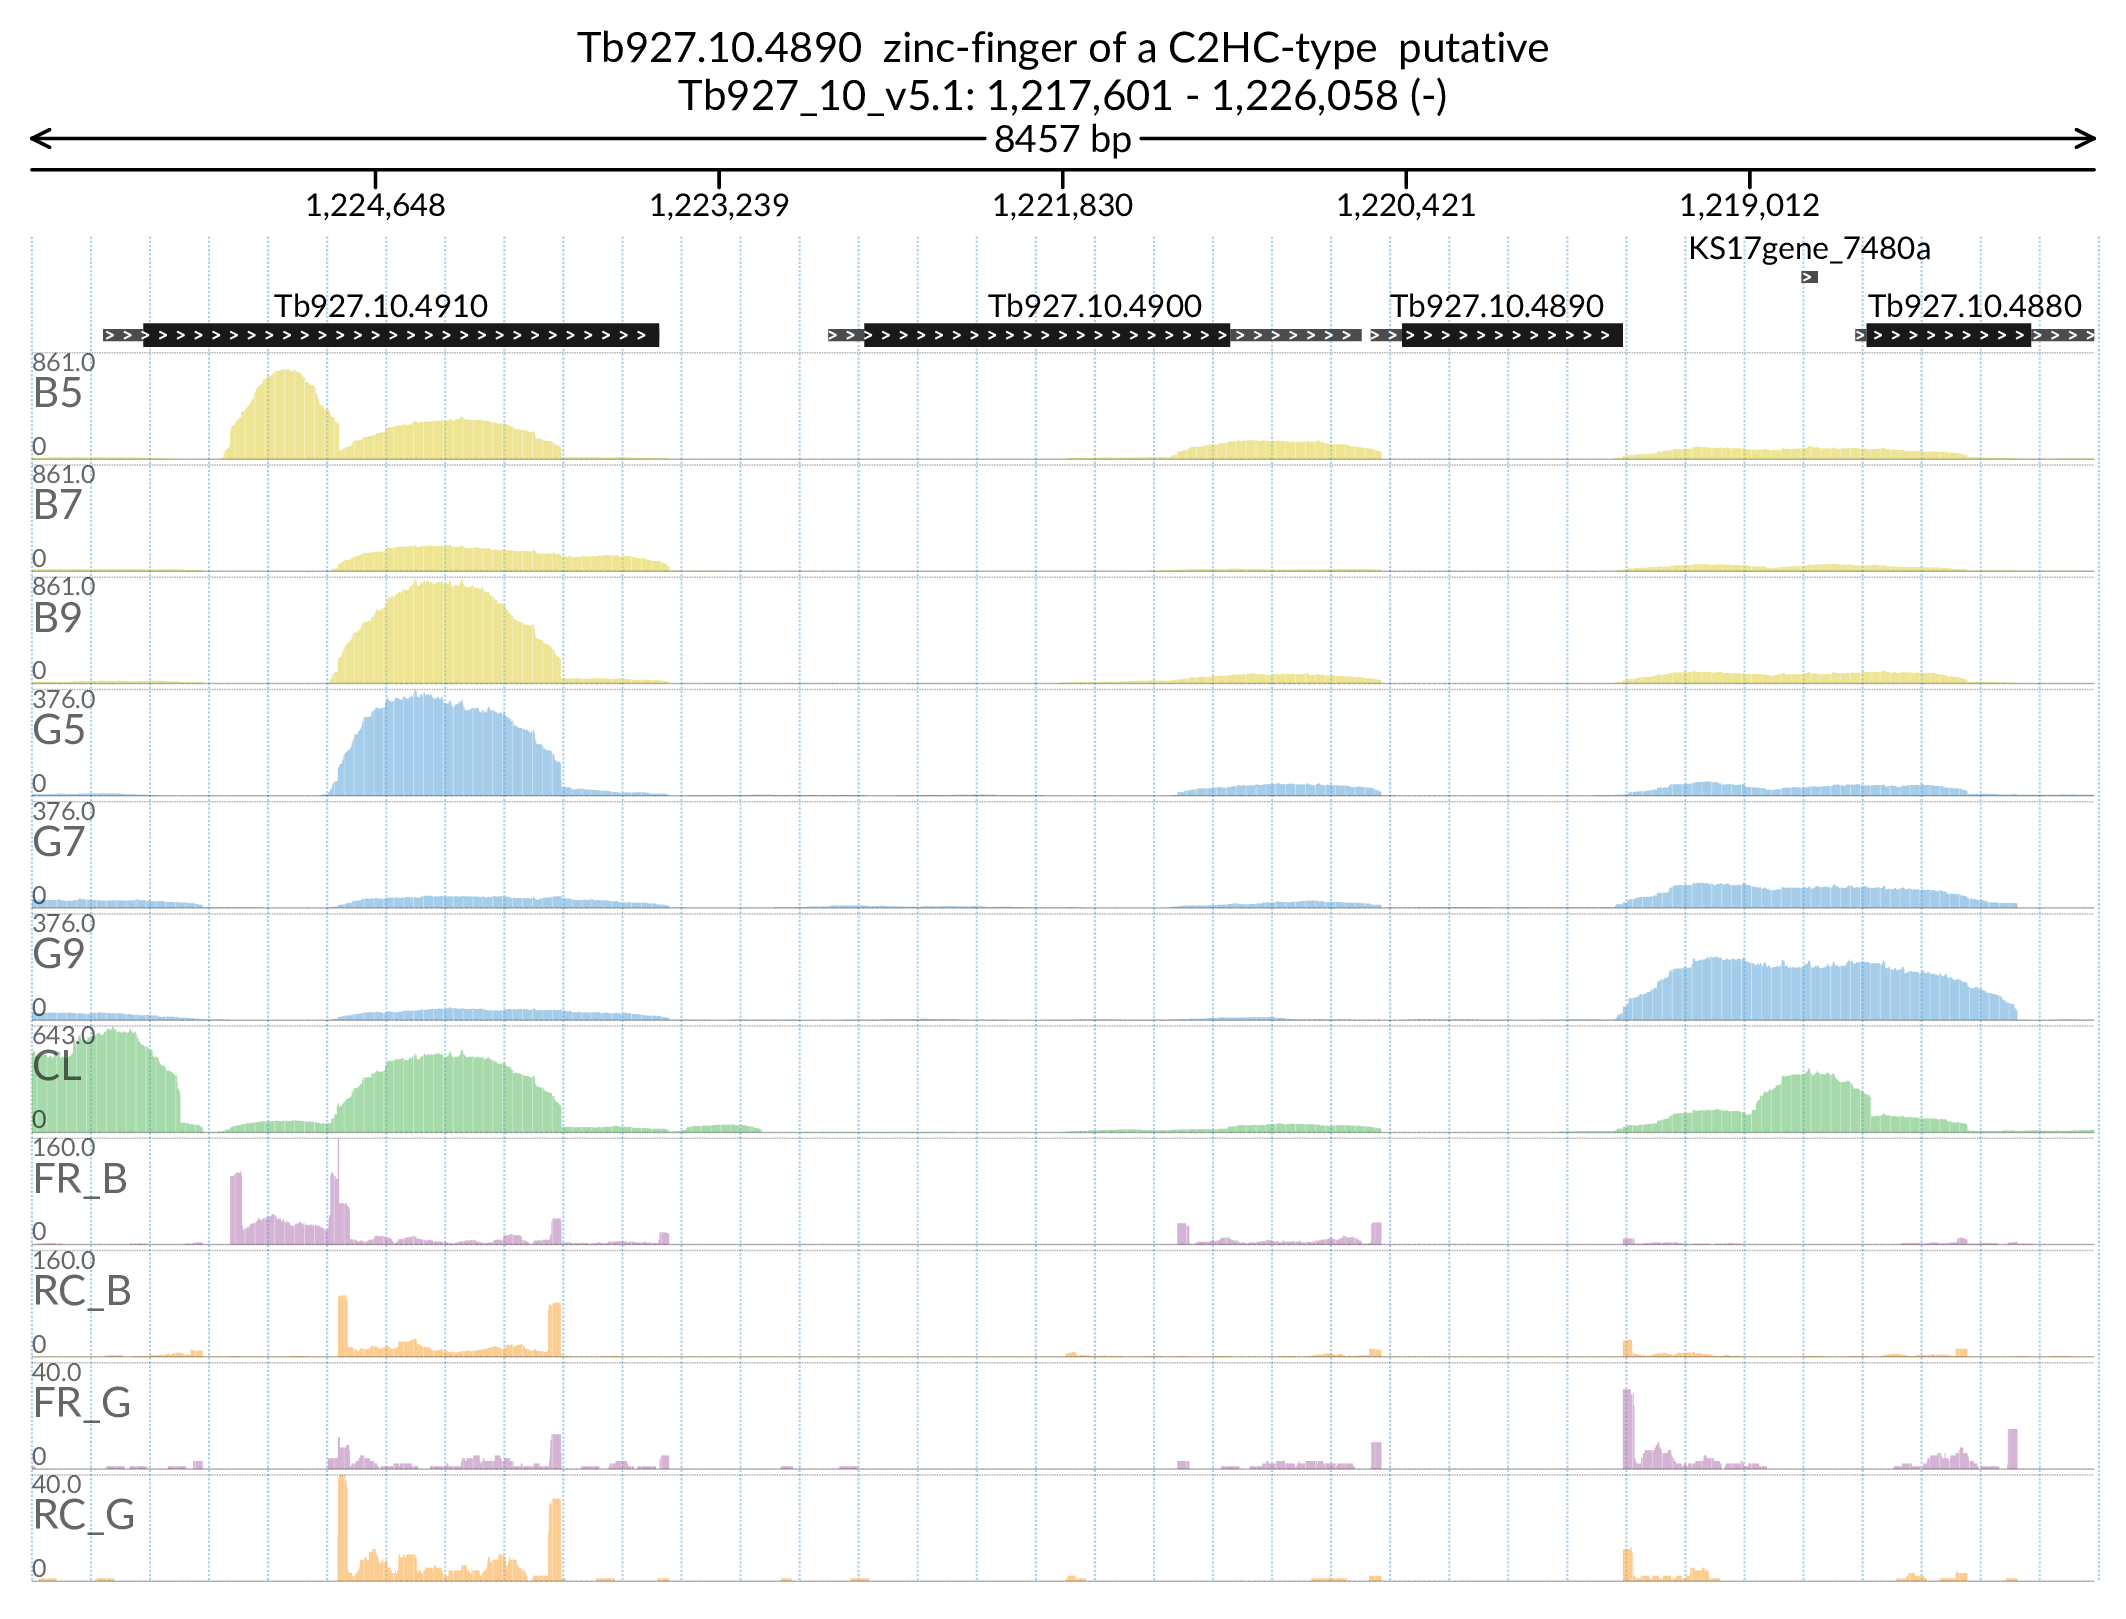 Tb927.10.4890  zinc-finger of a C2HC-type  putative
Tb927_10_v5.1: 1,217,601 - 1,226,058 (-)
8457 bp
1,224,648 1,223,239 1,221,830 1,220,421 1,219,012
KS17gene_7480a
Tb927.10.4910 Tb927.10.4900 Tb927.10.4890 Tb927.10.4880
861.0
B5
0
861.0
B7
0
861.0
B9
0
376.0
G5
0
376.0
G7
0
376.0
G9
0
643.0
CL
0
160.0
FR_B
0
160.0
RC_B
0
40.0
FR_G
0
40.0
RC_G
0